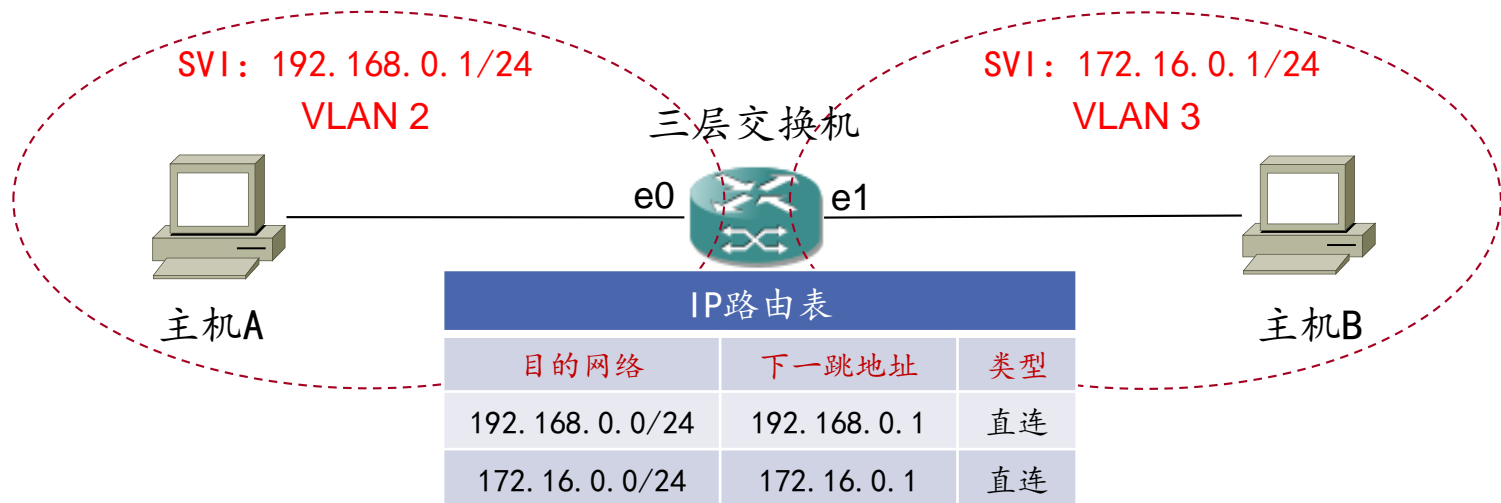 SVI: 192.168.0.1/24
VLAN 2
SVI: 172.16.0.1/24
VLAN 3
三层交换机
e0
e1
主机A
主机B
IP路由表
目的网络 下一跳地址 类型
192.168.0.0/24 192.168.0.1 直连
172.16.0.0/24 172.16.0.1 直连